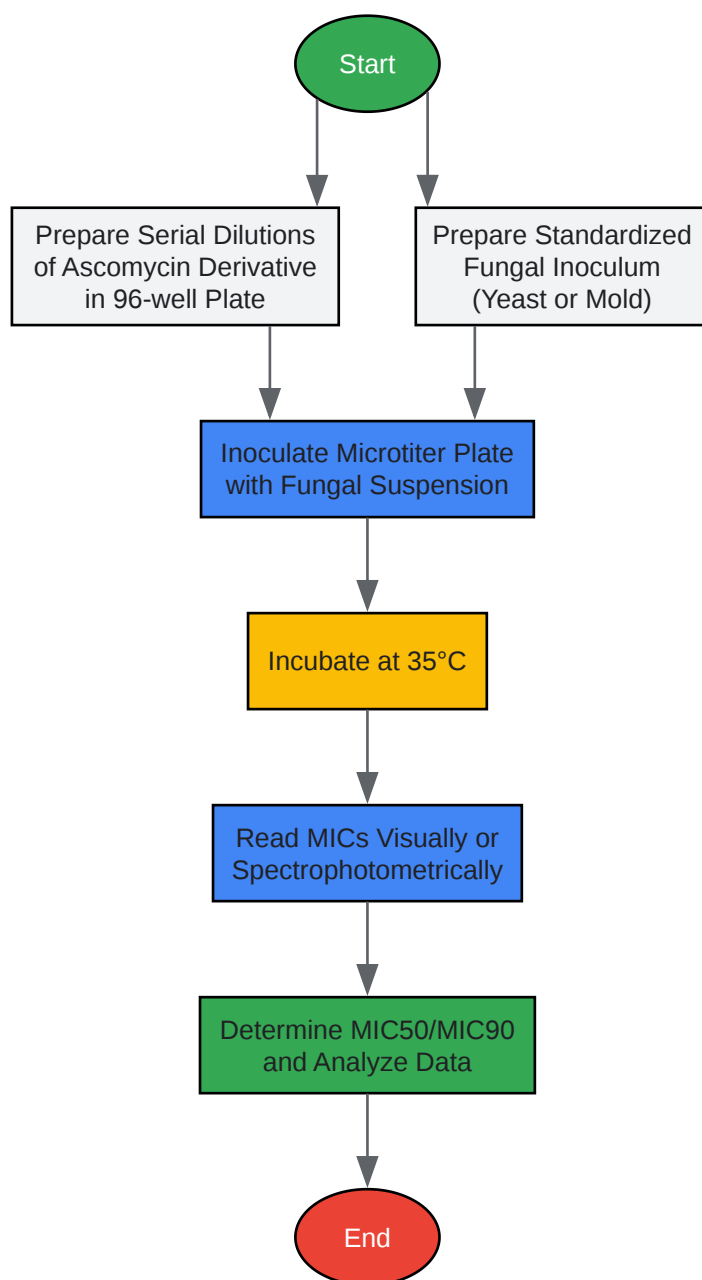 Start
Prepare Serial Dilutions
of Ascomycin Derivative
in 96-well Plate
Prepare Standardized
Fungal Inoculum
(Yeast or Mold)
Inoculate Microtiter Plate
with Fungal Suspension
Incubate at 35°C
Read MICs Visually or
Spectrophotometrically
Determine MIC50/MIC90
and Analyze Data
End